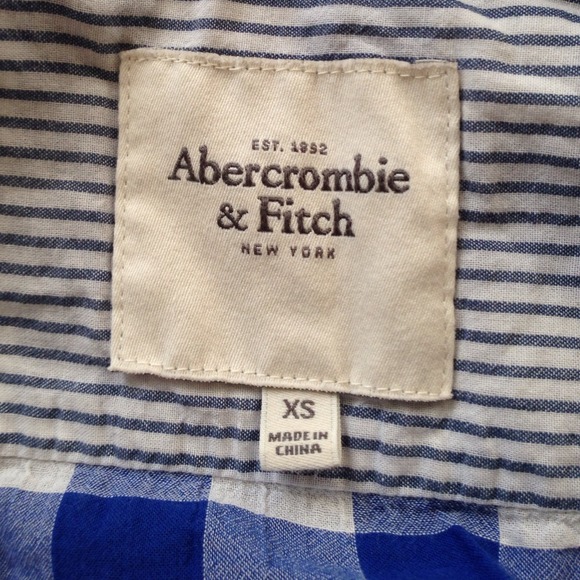 EST. 1892
Abercrombie
& Fitch
NEW YORK
XS
MADE IN
CHINA